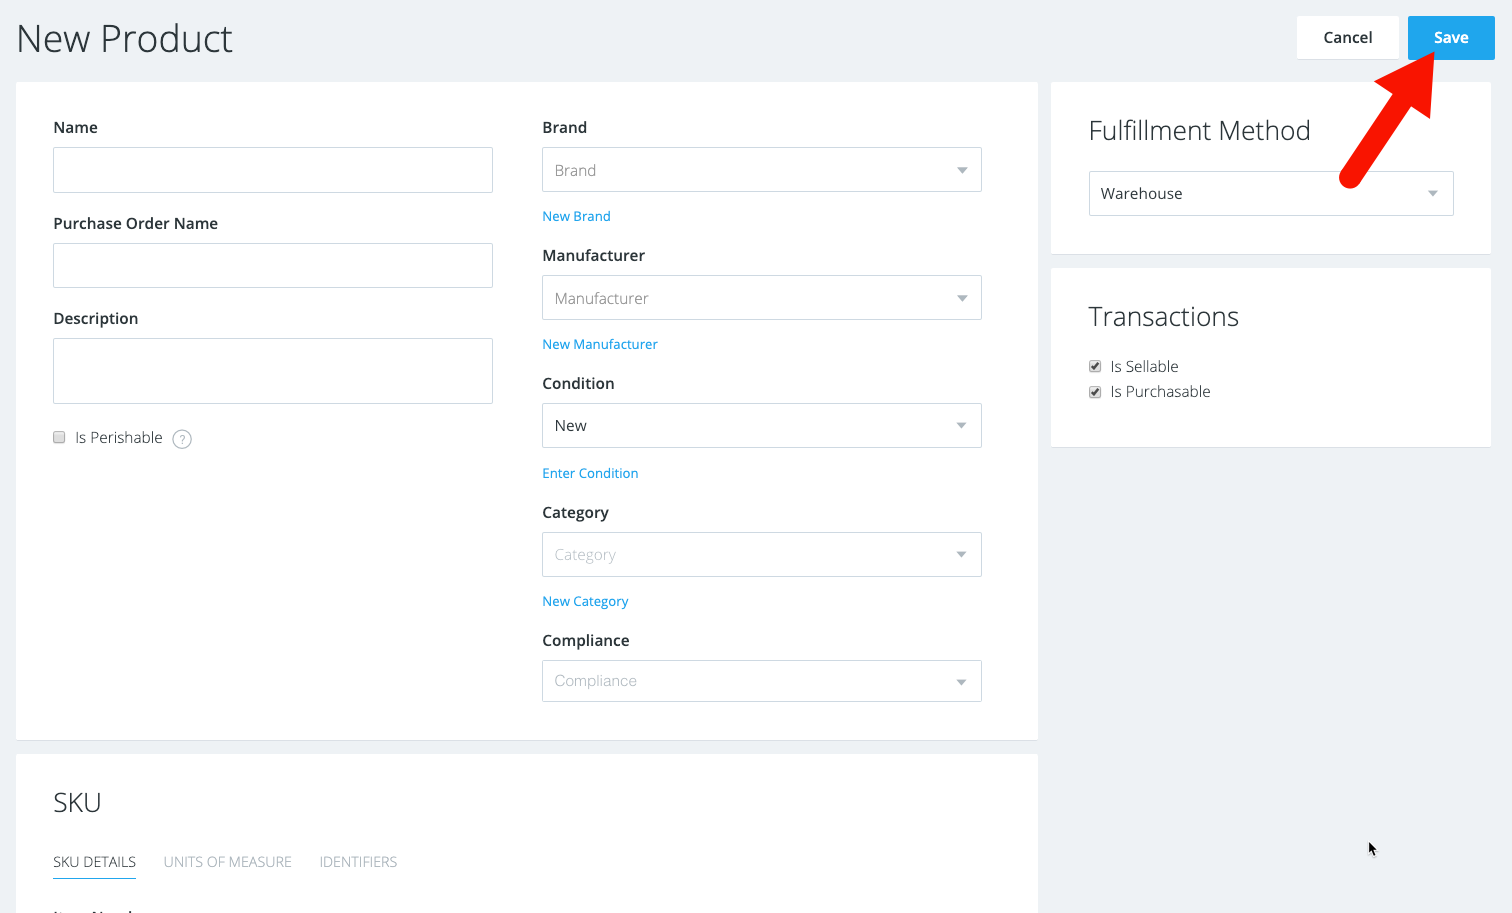 New Product
Cancel
Save
Name
Purchase Order Name
Description
Is Perishable
?
Brand
Brand
New Brand
Manufacturer
Manufacturer
New Manufacturer
Condition
New
Enter Condition
Category
Category
New Category
Compliance
Compliance
Fulfillment Method
Warehouse
Transactions
Is Sellable
Is Purchasable
SKU
SKU DETAILS
UNITS OF MEASURE
IDENTIFIERS